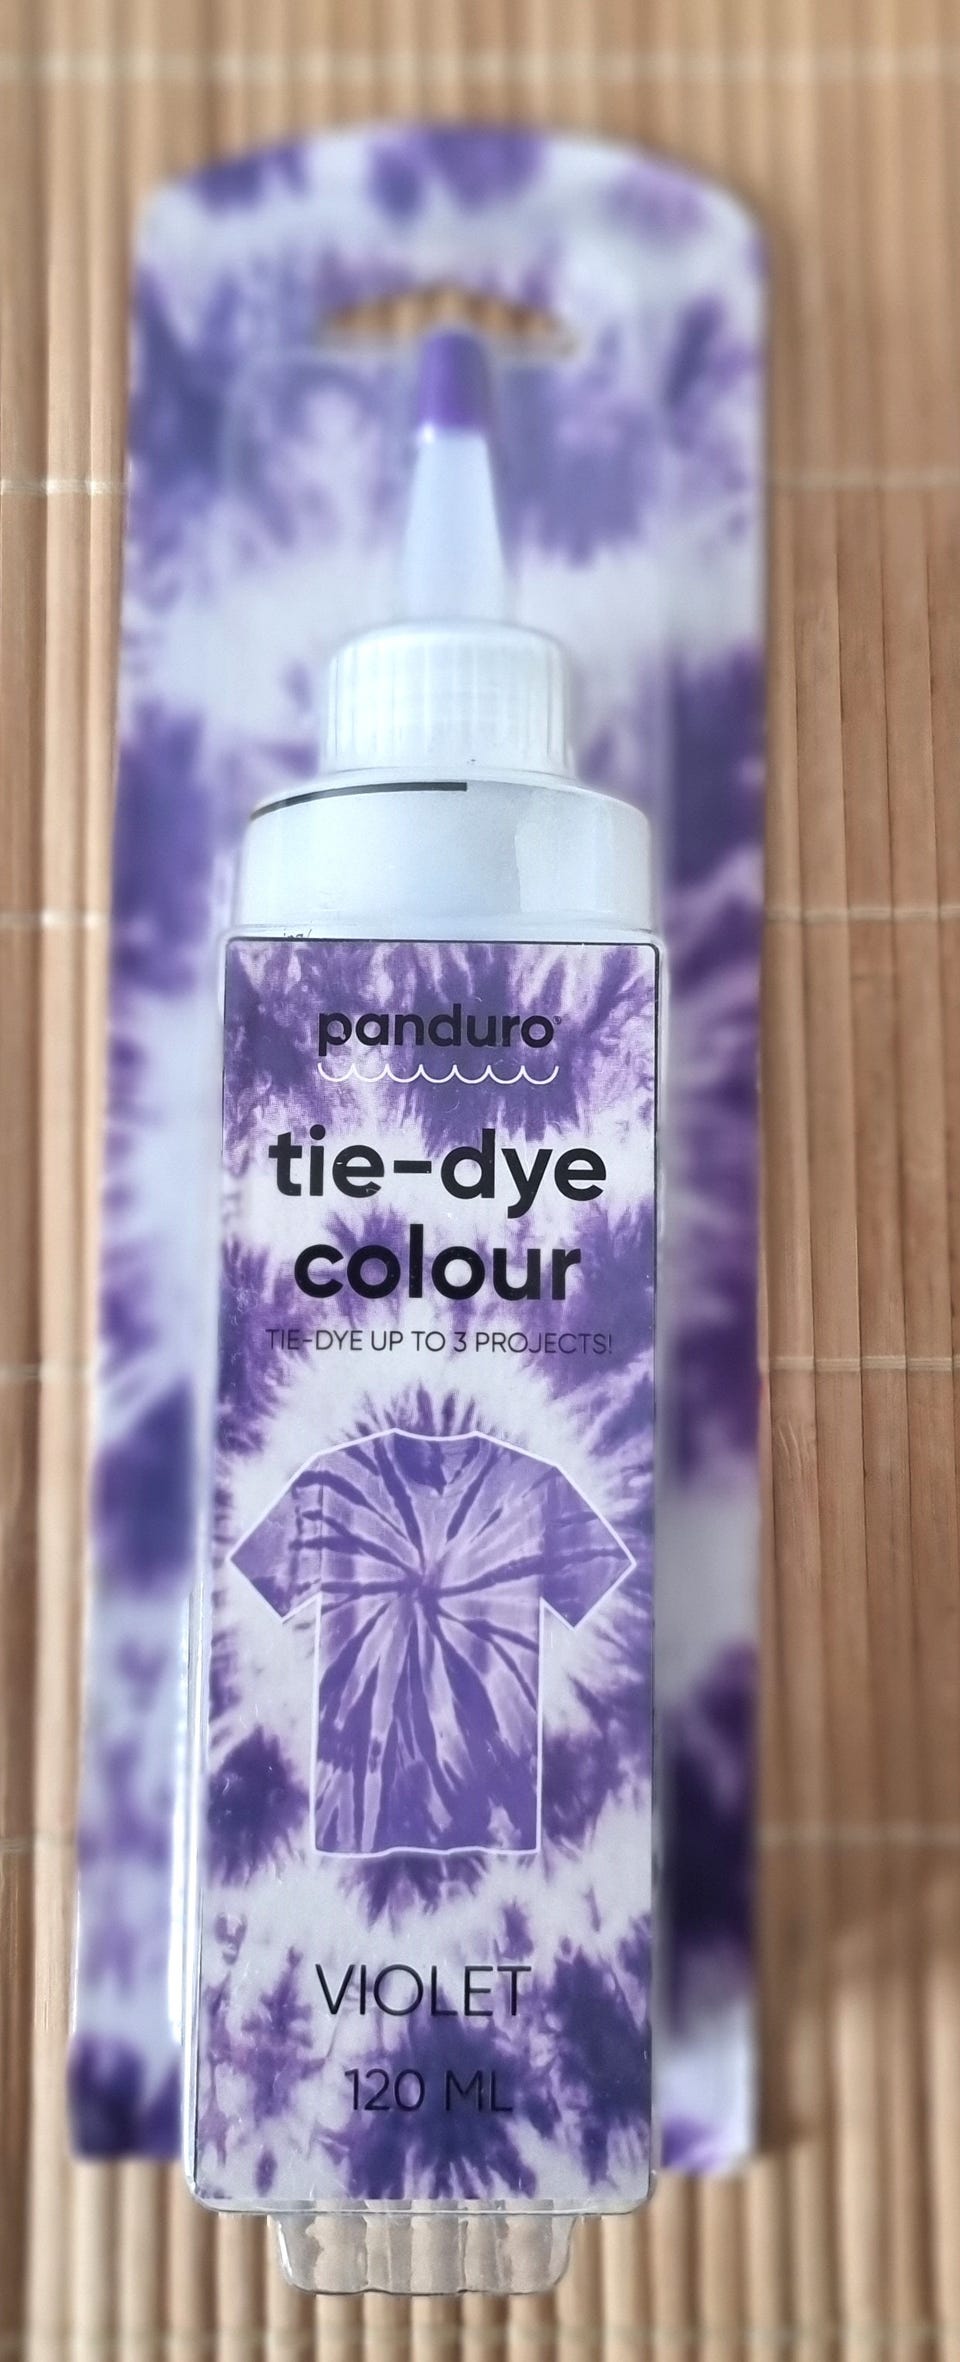 panduro
tie-dye
colour
TIE-DYE UP TO 3 PROJECTS!
VIOLET
120 ML